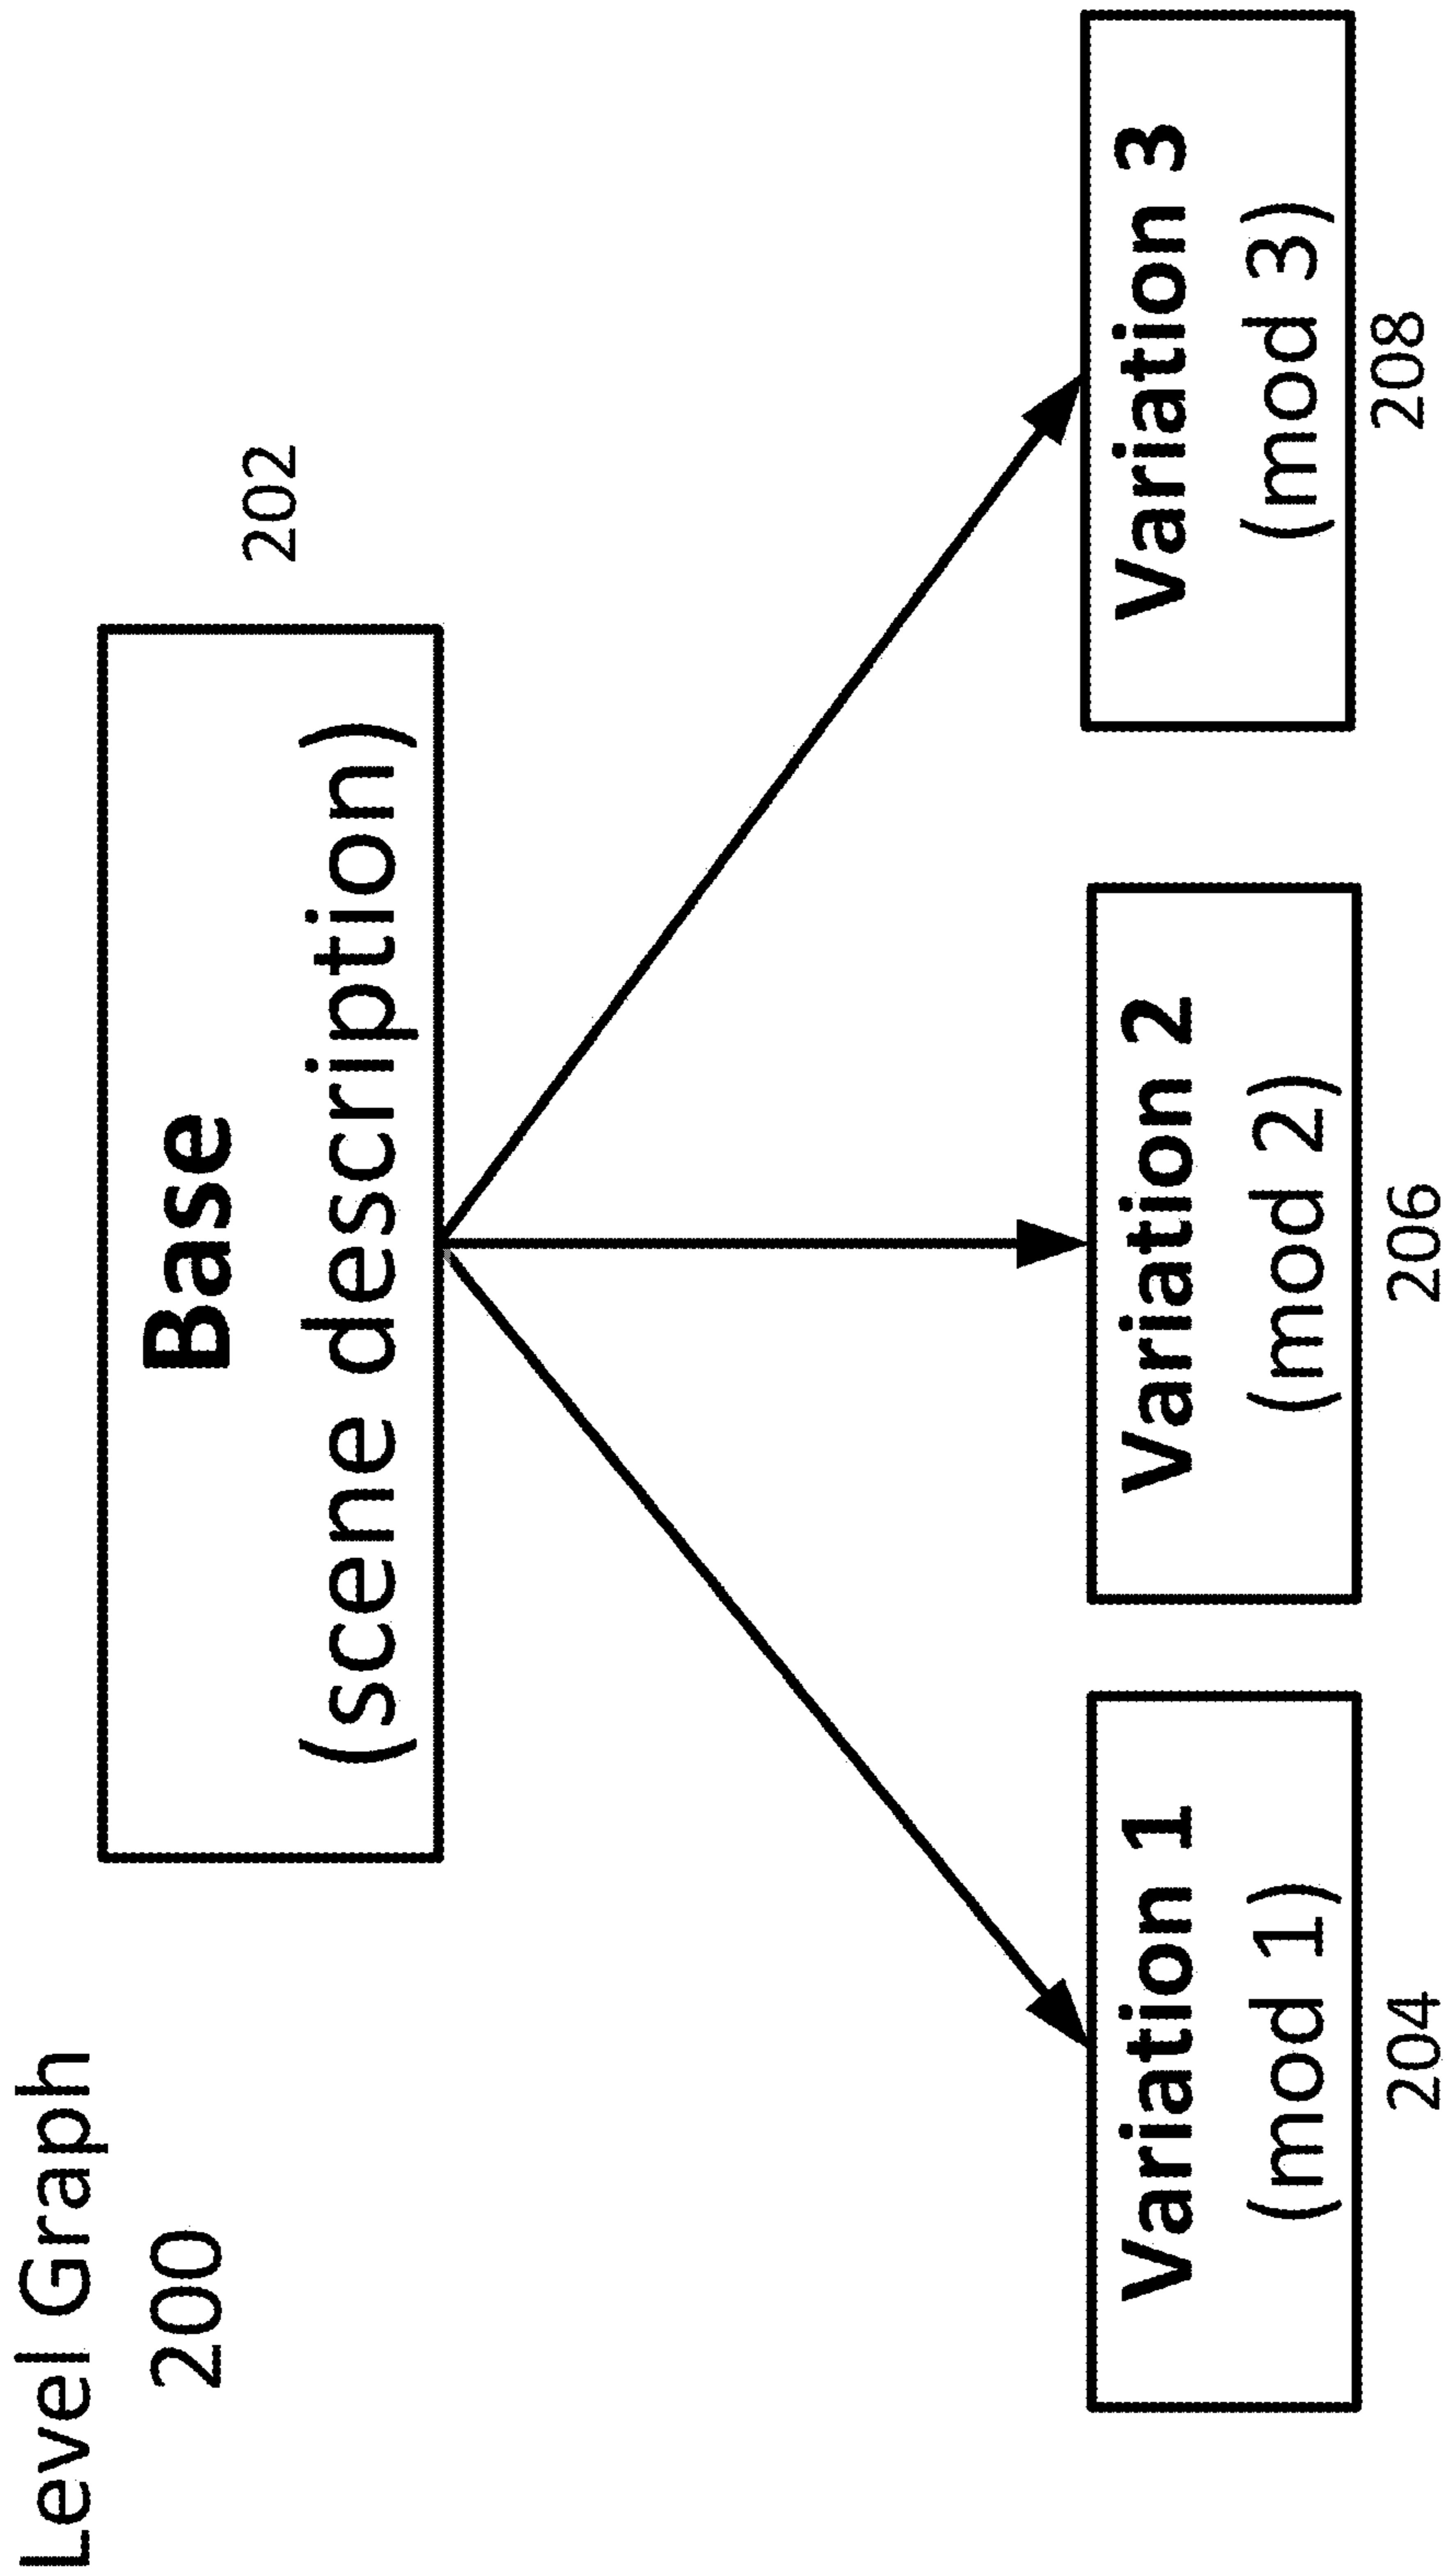 Level Graph
200
Base
(scene description)
202
Variation 1
(mod 1)
204
Variation 2
(mod 2)
206
Variation 3
(mod 3)
208